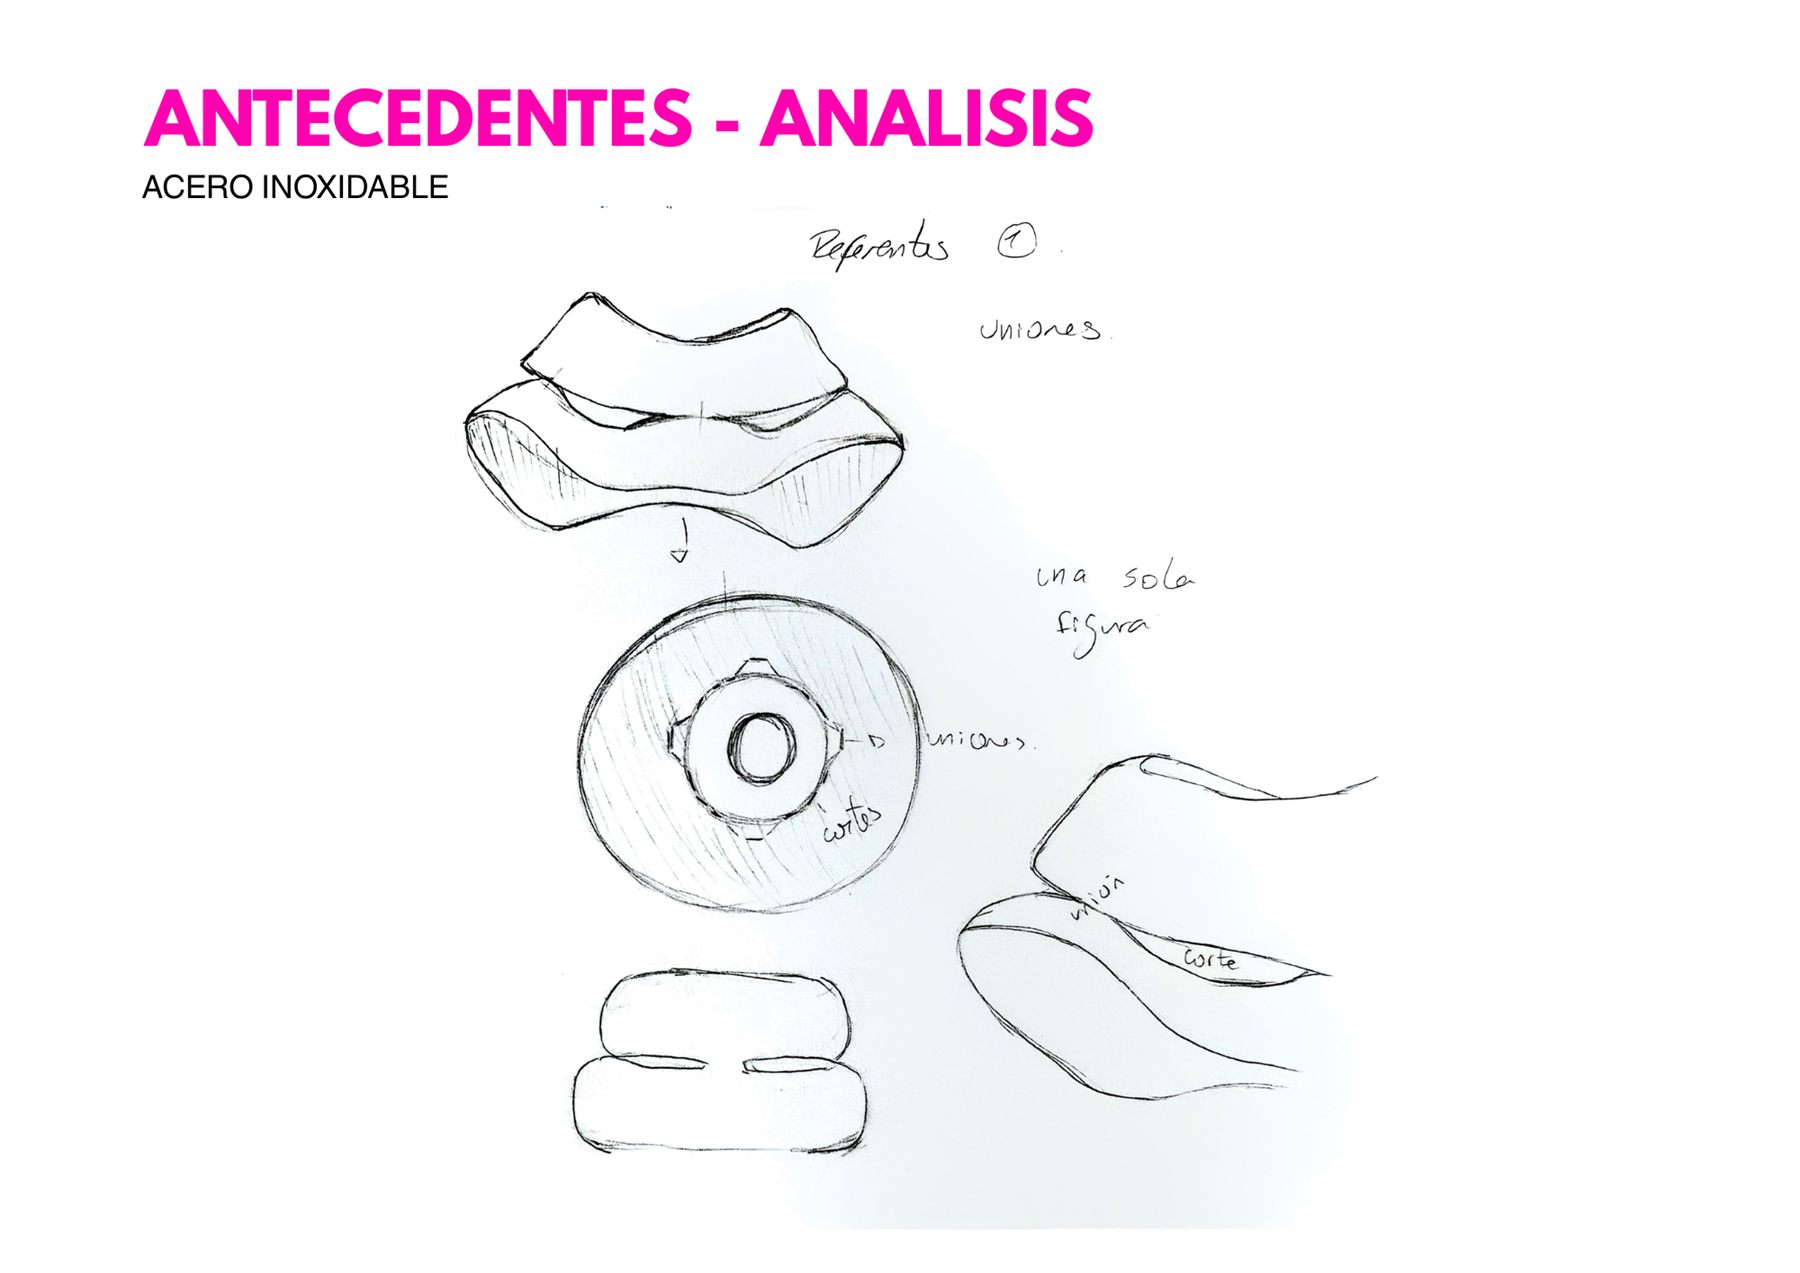 ANTECEDENTES - ANALISIS
ACERO INOXIDABLE
Referentes 1
uniones.
una sola
figura
uniones.
cortes
unión
corte